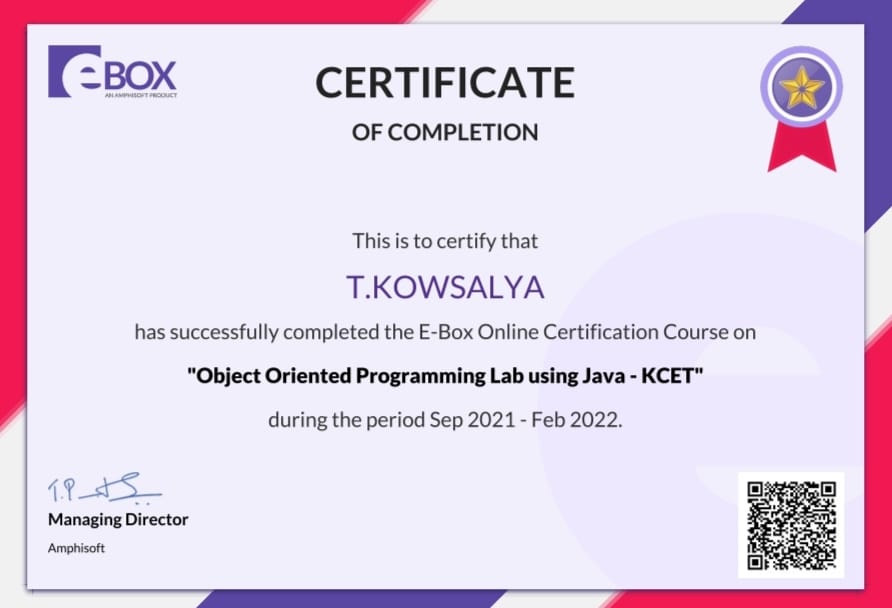 eBOX
AN AMPHISOFT PRODUCT
CERTIFICATE
OF COMPLETION
This is to certify that
T.KOWSALYA
has successfully completed the E-Box Online Certification Course on
"Object Oriented Programming Lab using Java - KCET"
during the period Sep 2021 - Feb 2022.
Managing Director
Amphisoft